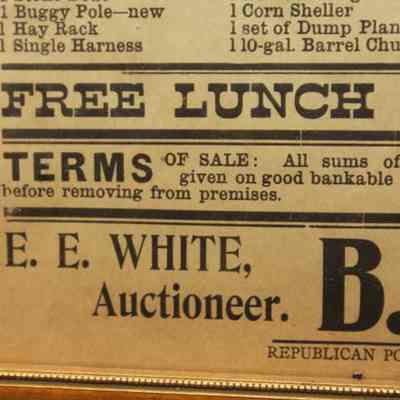 1 Buggy Pole—new
1 Hay Rack
1 Single Harness
1 Corn Sheller
1 set of Dump Plan
1 10-gal. Barrel Chu
FREE LUNCH
TERMS OF SALE: All sums of
given on good bankable
before removing from premises.
E. E. WHITE,
Auctioneer.
B.
REPUBLICAN PO